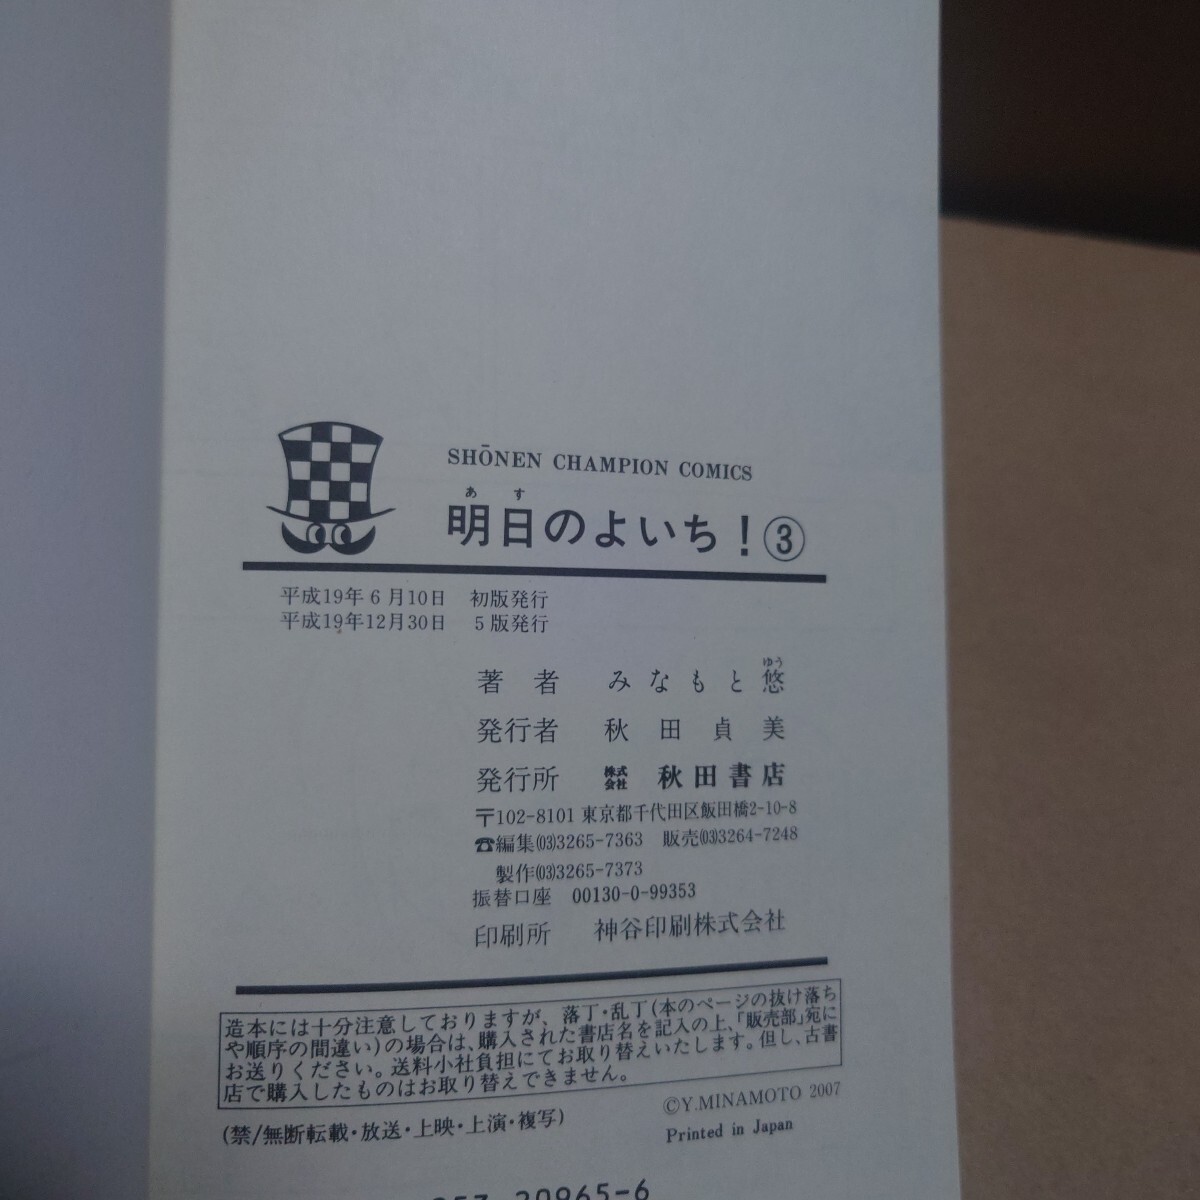 SHŌNEN CHAMPION COMICS
あす
明日のよいち！③
平成19年6月10日 初版発行
平成19年12月30日 5版発行
ゆう
著者 みなもと悠
発行者 秋田貞美
発行所 株式会社 秋田書店
〒102-8101 東京都千代田区飯田橋2-10-8
☎編集(03)3265-7363 販売(03)3264-7248
製作(03)3265-7373
振替口座 00130-0-99353
印刷所 神谷印刷株式会社
造本には十分注意しておりますが、落丁・乱丁(本のページの抜け落ち
や順序の間違い)の場合は、購入された書店名を記入の上、「販売部」宛に
お送りください。送料小社負担にてお取り替えいたします。但し、古書
店で購入したものはお取り替えできません。
©Y.MINAMOTO 2007
(禁/無断転載・放送・上映・上演・複写)
Printed in Japan
253-20965-6